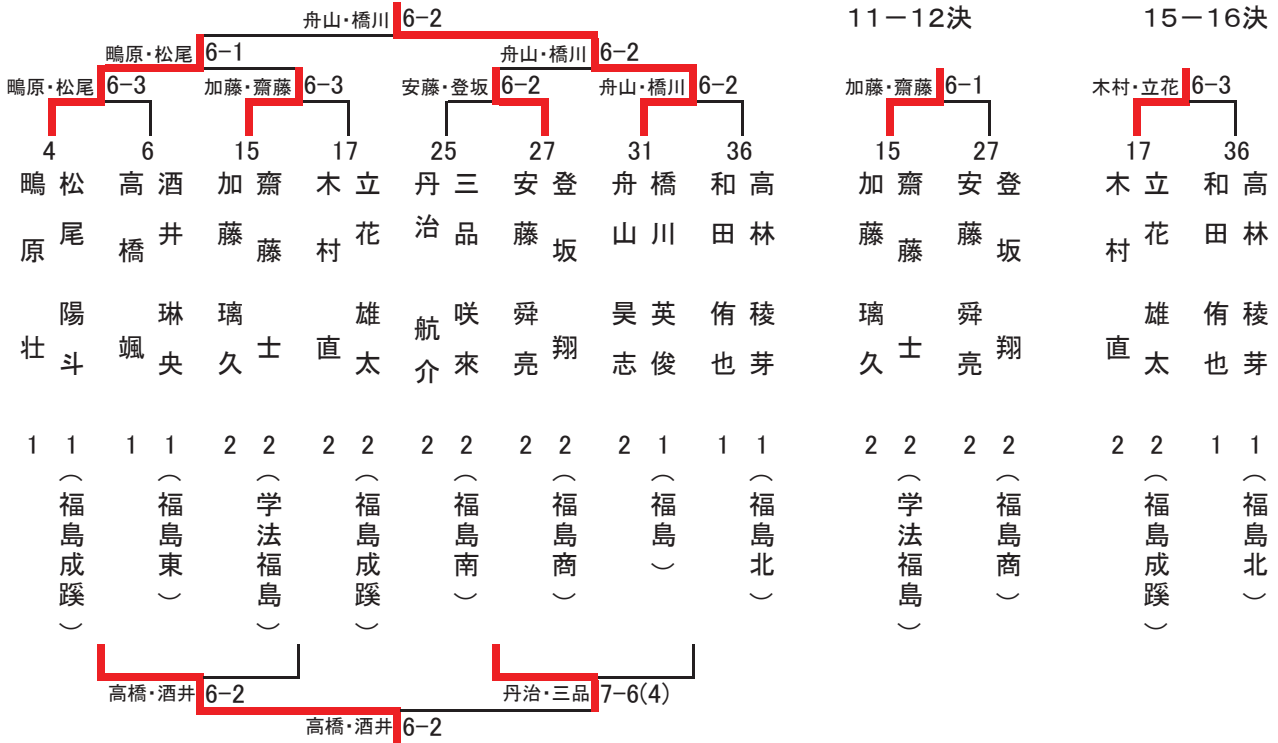 舟山・橋川 6-2
11-12決
15-16決
鴫原・松尾 6-1
舟山・橋川 6-2
鴫原・松尾 6-3
加藤・齋藤 6-3
安藤・登坂 6-2
舟山・橋川 6-2
加藤・齋藤 6-1
木村・立花 6-3
4
6
15
17
25
27
31
36
15
27
17
36
鴫原 壮 1
松尾 陽斗 1 (福島成蹊)
高橋 颯 1
酒井 琳央 1 (福島東)
加藤 璃久 2
齋藤 士 2 (学法福島)
木村 直 2
立花 雄太 2 (福島成蹊)
丹治 航介 2
三品 咲來 2 (福島南)
安藤 舜亮 2
登坂 翔 2 (福島商)
舟山 昊志 2
橋川 英俊 1 (福島)
和田 侑也 1
高林 稜芽 1 (福島北)
加藤 璃久 2
齋藤 士 2 (学法福島)
安藤 舜亮 2
登坂 翔 2 (福島商)
木村 直 2
立花 雄太 2 (福島成蹊)
和田 侑也 1
高林 稜芽 1 (福島北)
高橋・酒井 6-2
丹治・三品 7-6(4)
高橋・酒井 6-2